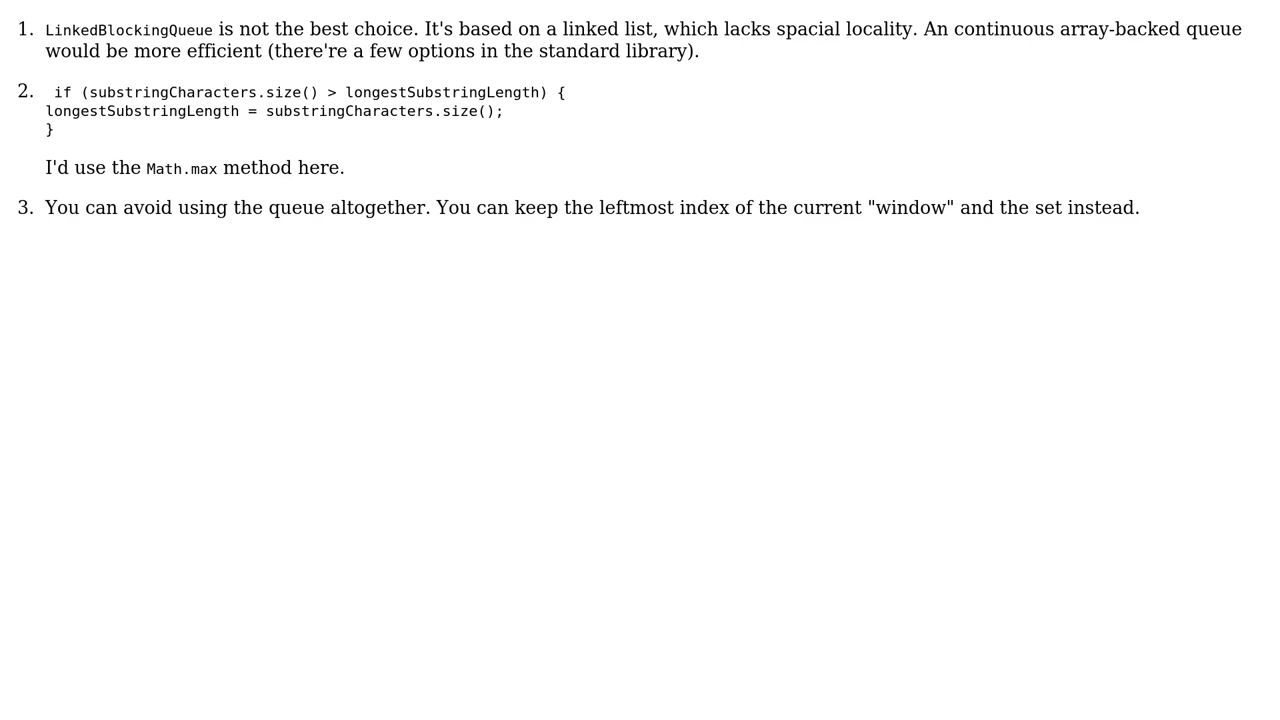 1. LinkedBlockingQueue is not the best choice. It's based on a linked list, which lacks spacial locality. An continuous array-backed queue
would be more efficient (there're a few options in the standard library).
2. if (substringCharacters.size() > longestSubstringLength) {
longestSubstringLength = substringCharacters.size();
}
I'd use the Math.max method here.
3. You can avoid using the queue altogether. You can keep the leftmost index of the current "window" and the set instead.